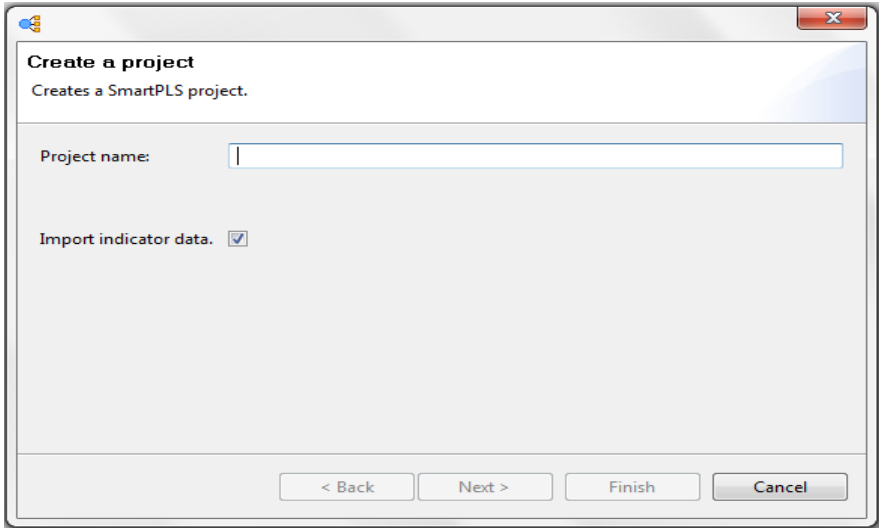 Create a project
Creates a SmartPLS project.
Project name:
Import indicator data.
< Back Next > Finish Cancel